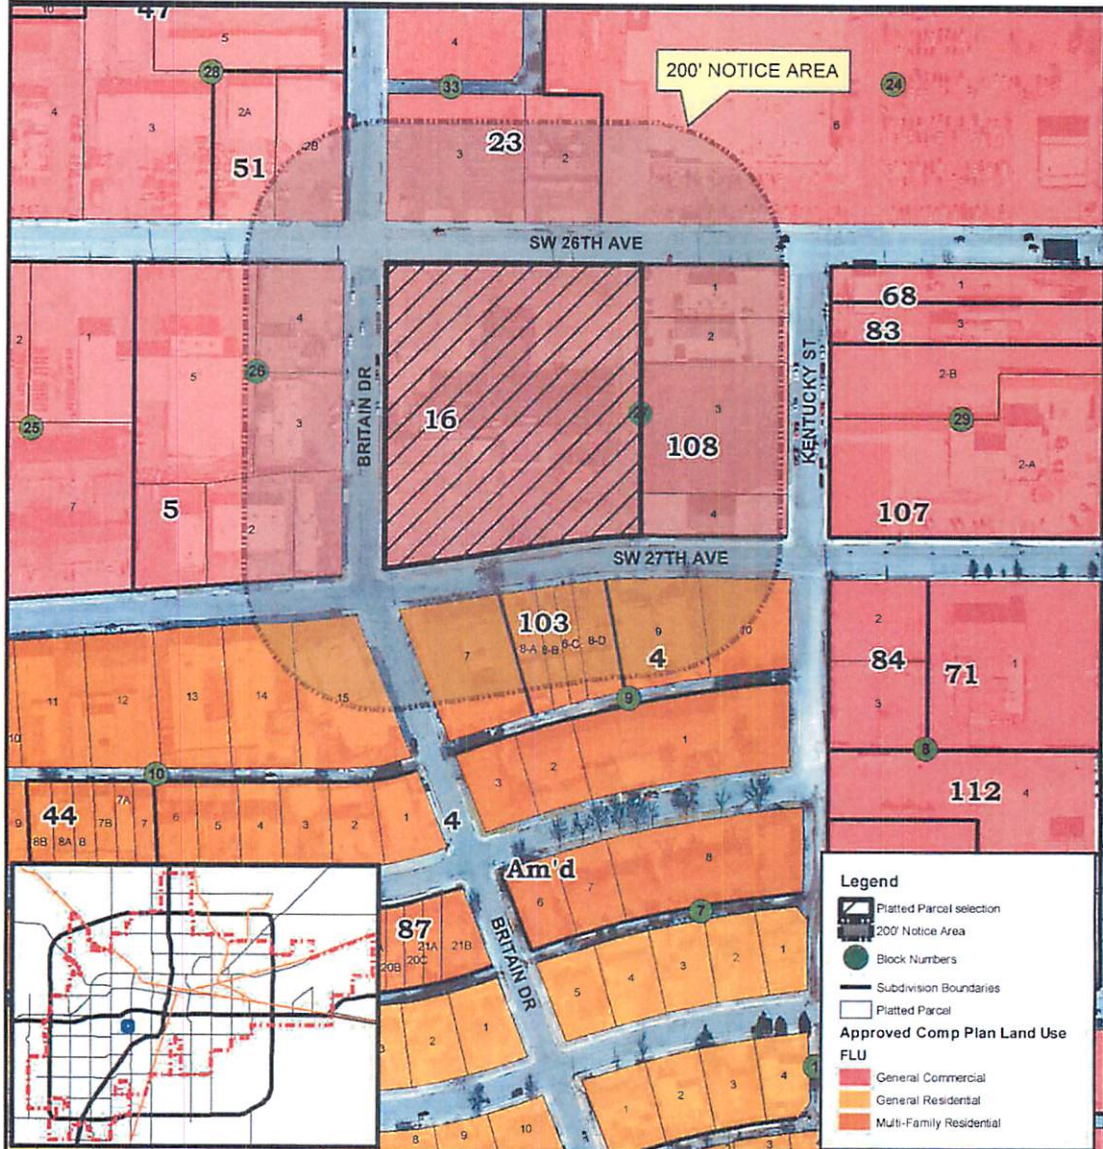 10
47
5
4
28
33
200' NOTICE AREA
24
4
3
2A
2B
51
3
23
2
6
SW 26TH AVE
2
1
5
4
26
3
25
7
5
2
BRITAIN DR
16
1
2
3
108
4
KENTUCKY ST
1
68
3
83
2-B
29
2-A
107
SW 27TH AVE
7
103
8-A
8-B
8-C
8-D
9
4
10
9
2
84
3
71
1
8
112
4
10
11
12
13
14
15
10
3
2
1
9
44
8B
8A
B
7B
7A
7
6
5
4
3
2
1
4
Am'd
6
7
8
7
87
20B
20C
21A
21B
BRITAIN DR
5
4
3
2
1
3
2
1
8
9
10
1
2
3
4
3
Legend
Platted Parcel selection
200' Notice Area
Block Numbers
Subdivision Boundaries
Platted Parcel
Approved Comp Plan Land Use
FLU
General Commercial
General Residential
Multi-Family Residential